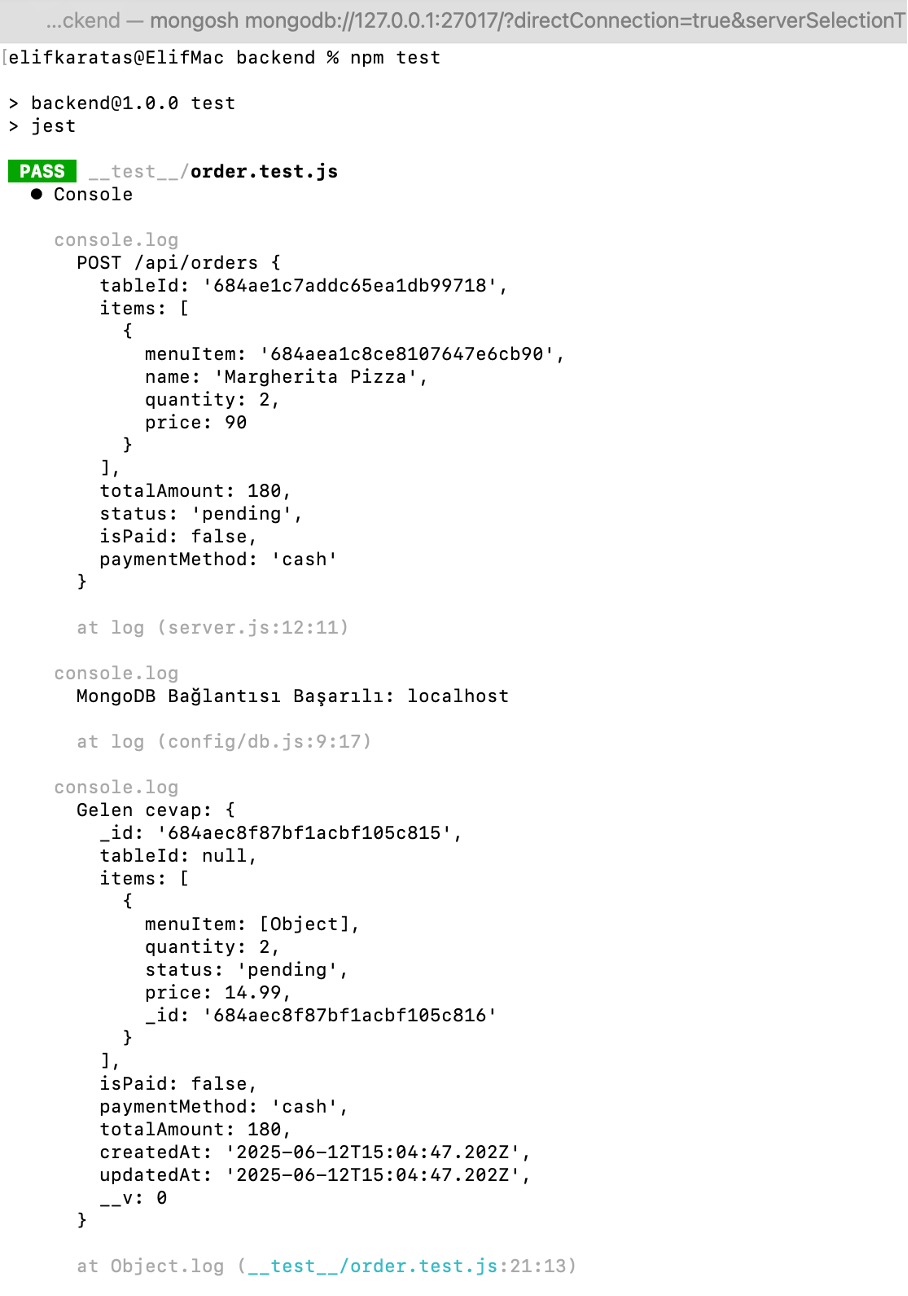 ...ckend — mongosh mongodb://127.0.0.1:27017/?directConnection=true&serverSelectionT
[elifkaratas@ElifMac backend % npm test
> backend@1.0.0 test
> jest
PASS __test__/order.test.js
● Console
console.log
POST /api/orders {
tableId: '684ae1c7addc65ea1db99718',
items: [
{
menuItem: '684aea1c8ce8107647e6cb90',
name: 'Margherita Pizza',
quantity: 2,
price: 90
}
],
totalAmount: 180,
status: 'pending',
isPaid: false,
paymentMethod: 'cash'
}
at log (server.js:12:11)
console.log
MongoDB Bağlantısı Başarılı: localhost
at log (config/db.js:9:17)
console.log
Gelen cevap: {
_id: '684aec8f87bf1acbf105c815',
tableId: null,
items: [
{
menuItem: [Object],
quantity: 2,
status: 'pending',
price: 14.99,
_id: '684aec8f87bf1acbf105c816'
}
],
isPaid: false,
paymentMethod: 'cash',
totalAmount: 180,
createdAt: '2025-06-12T15:04:47.202Z',
updatedAt: '2025-06-12T15:04:47.202Z',
__v: 0
}
at Object.log (__test__/order.test.js:21:13)